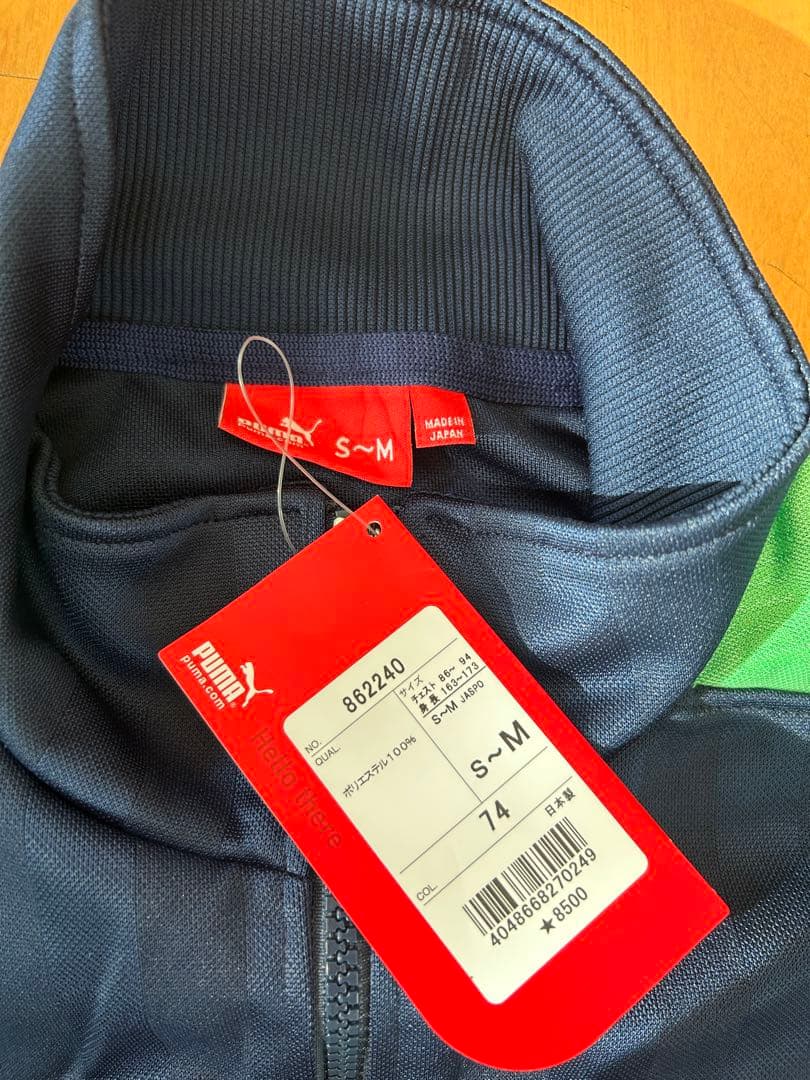 PUMA
S~M
MADE IN
JAPAN
PUMA
puma.com
Hello there
NO.
862240
QUAL.
ポリエステル100%
サイズ
チェスト 86~ 94
身 長 163~173
S~M JASPO
S~M
COL.
74
日本製
4048668270249
★8500